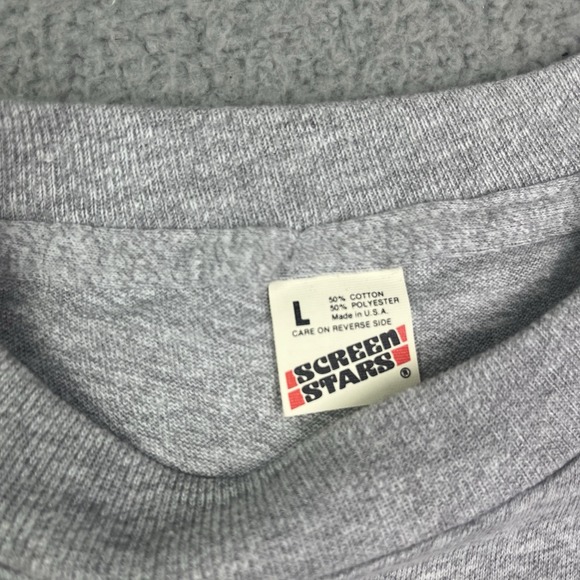 L
50% COTTON
50% POLYESTER
Made in U.S.A.
CARE ON REVERSE SIDE
SCREEN
STARS®